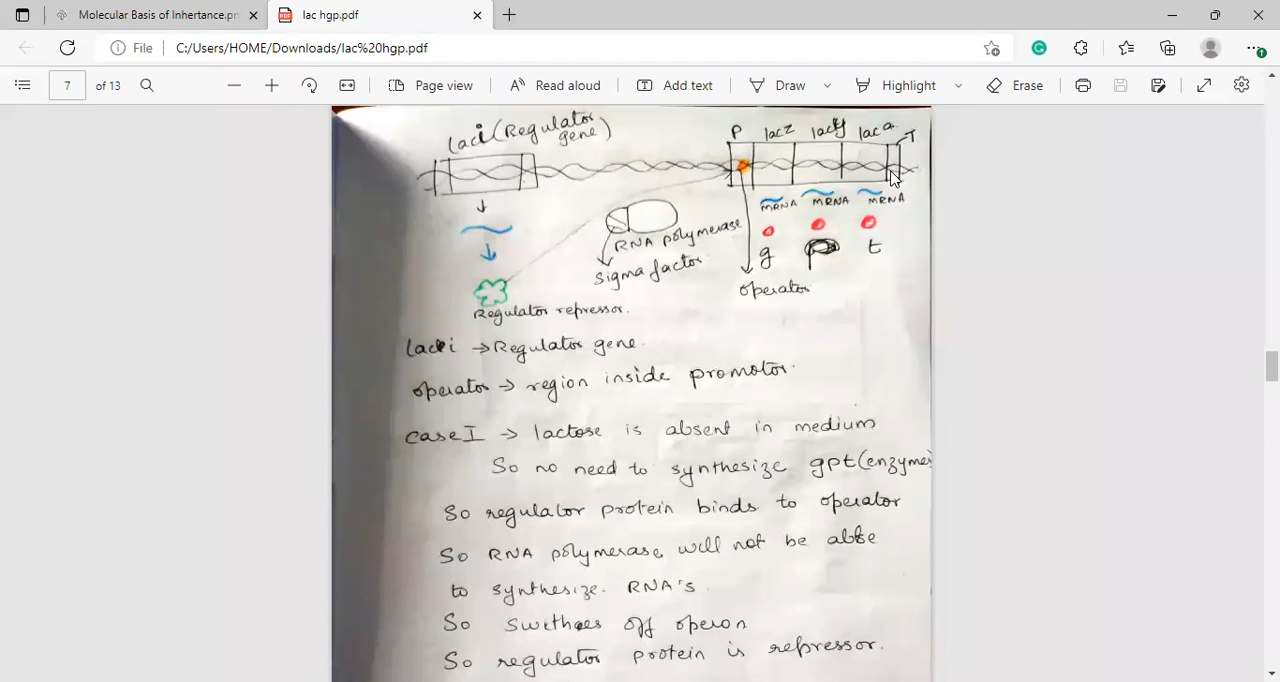 Molecular Basis of Inhertance.pr
lac hgp.pdf
File
C:/Users/HOME/Downloads/lac%20hgp.pdf
7 of 13
Page view
Read aloud
Add text
Draw
Highlight
Erase
laci (Regulator gene)
P lacz lacy laca T
mRNA mRNA mRNA
RNA polymerase
g p t
Sigma factor
operator
Regulator repressor.
laci → Regulator gene.
operator → region inside promotor.
case I → lactose is absent in medium
So no need to synthesize gpt (enzymes)
So regulator protein binds to operator
So RNA polymerase will not be able
to synthesize. RNA's
So swethoes off operon
So regulator protein is repressor.